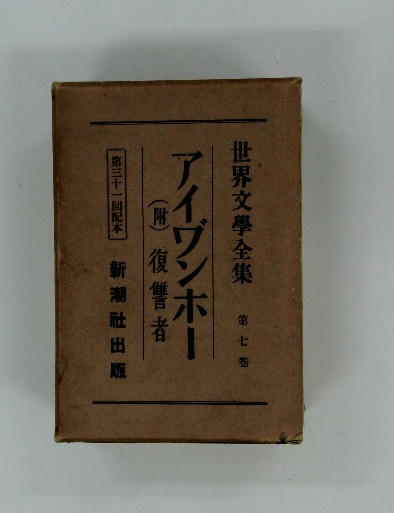 世界文學全集 第七卷
アイヴンホー
(附) 復讐者
第三十一回配本
新潮社出版